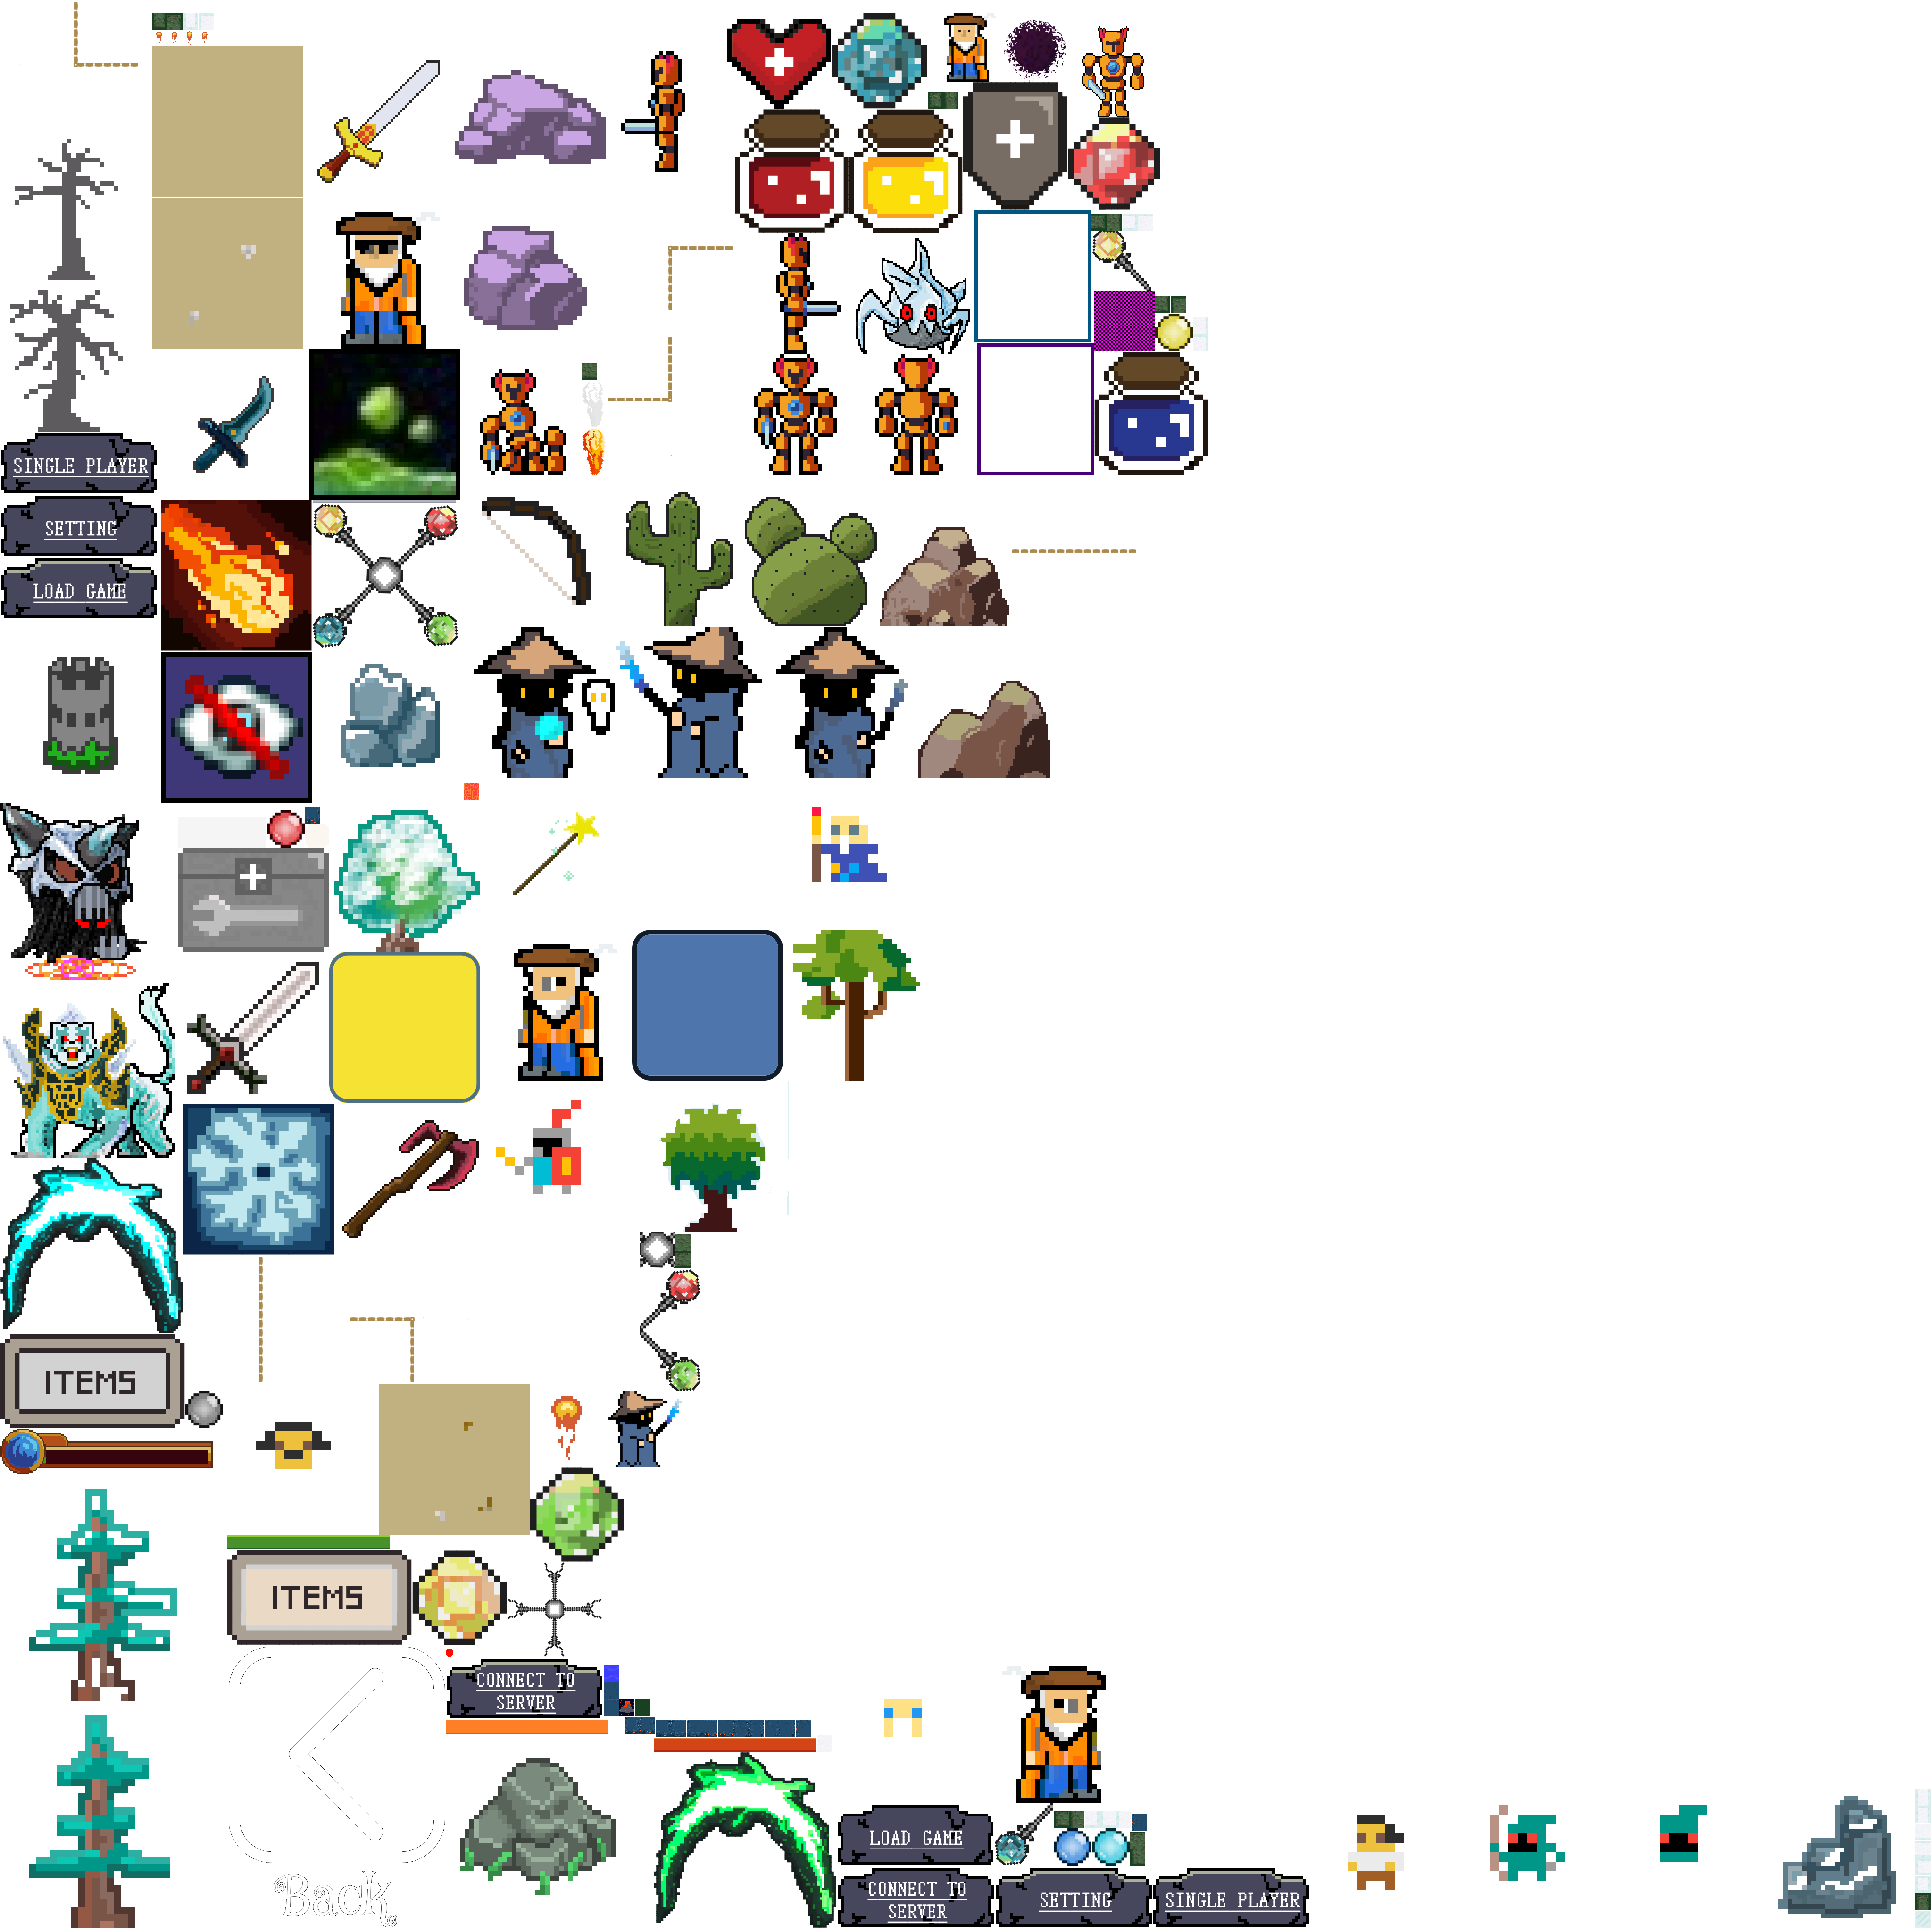 SINGLE PLAYER
SETTING
LOAD GAME
ITEMS
ITEMS
CONNECT TO
SERVER
Back
LOAD GAME
CONNECT TO
SERVER
SETTING
SINGLE PLAYER